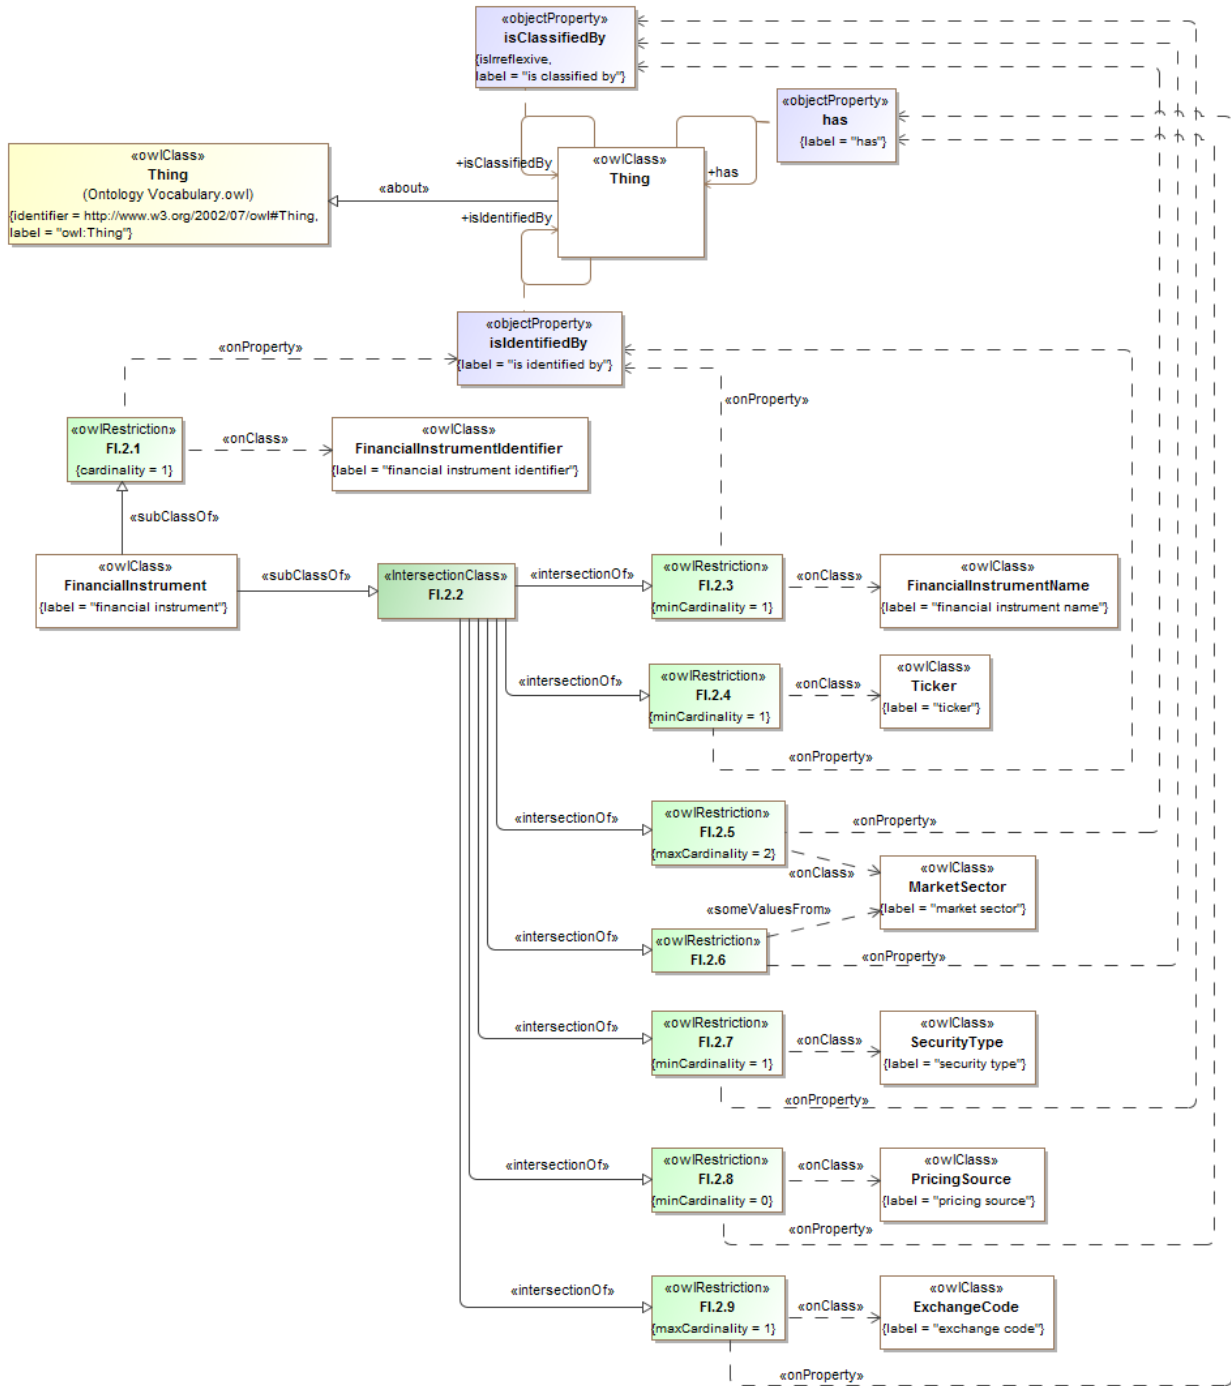 «objectProperty»
isClassifiedBy
{isIrreflexive,
label = "is classified by"}
«objectProperty»
has
{label = "has"}
«owlClass»
Thing
(Ontology Vocabulary.owl)
{identifier = http://www.w3.org/2002/07/owl#Thing,
label = "owl:Thing"}
«about»
+isClassifiedBy
«owlClass»
Thing
+has
+isIdentifiedBy
«objectProperty»
isIdentifiedBy
{label = "is identified by"}
«onProperty»
«onProperty»
«owlRestriction»
FI.2.1
{cardinality = 1}
«onClass»
«owlClass»
FinancialInstrumentIdentifier
{label = "financial instrument identifier"}
«subClassOf»
«owlClass»
FinancialInstrument
{label = "financial instrument"}
«subClassOf»
«IntersectionClass»
FI.2.2
«intersectionOf»
«owlRestriction»
FI.2.3
{minCardinality = 1}
«onClass»
«owlClass»
FinancialInstrumentName
{label = "financial instrument name"}
«intersectionOf»
«owlRestriction»
FI.2.4
{minCardinality = 1}
«onClass»
«owlClass»
Ticker
{label = "ticker"}
«onProperty»
«intersectionOf»
«owlRestriction»
FI.2.5
{maxCardinality = 2}
«onProperty»
«onClass»
«owlClass»
MarketSector
{label = "market sector"}
«someValuesFrom»
«intersectionOf»
«owlRestriction»
FI.2.6
«onProperty»
«intersectionOf»
«owlRestriction»
FI.2.7
{minCardinality = 1}
«onClass»
«owlClass»
SecurityType
{label = "security type"}
«onProperty»
«intersectionOf»
«owlRestriction»
FI.2.8
{minCardinality = 0}
«onClass»
«owlClass»
PricingSource
{label = "pricing source"}
«onProperty»
«intersectionOf»
«owlRestriction»
FI.2.9
{maxCardinality = 1}
«onClass»
«owlClass»
ExchangeCode
{label = "exchange code"}
«onProperty»